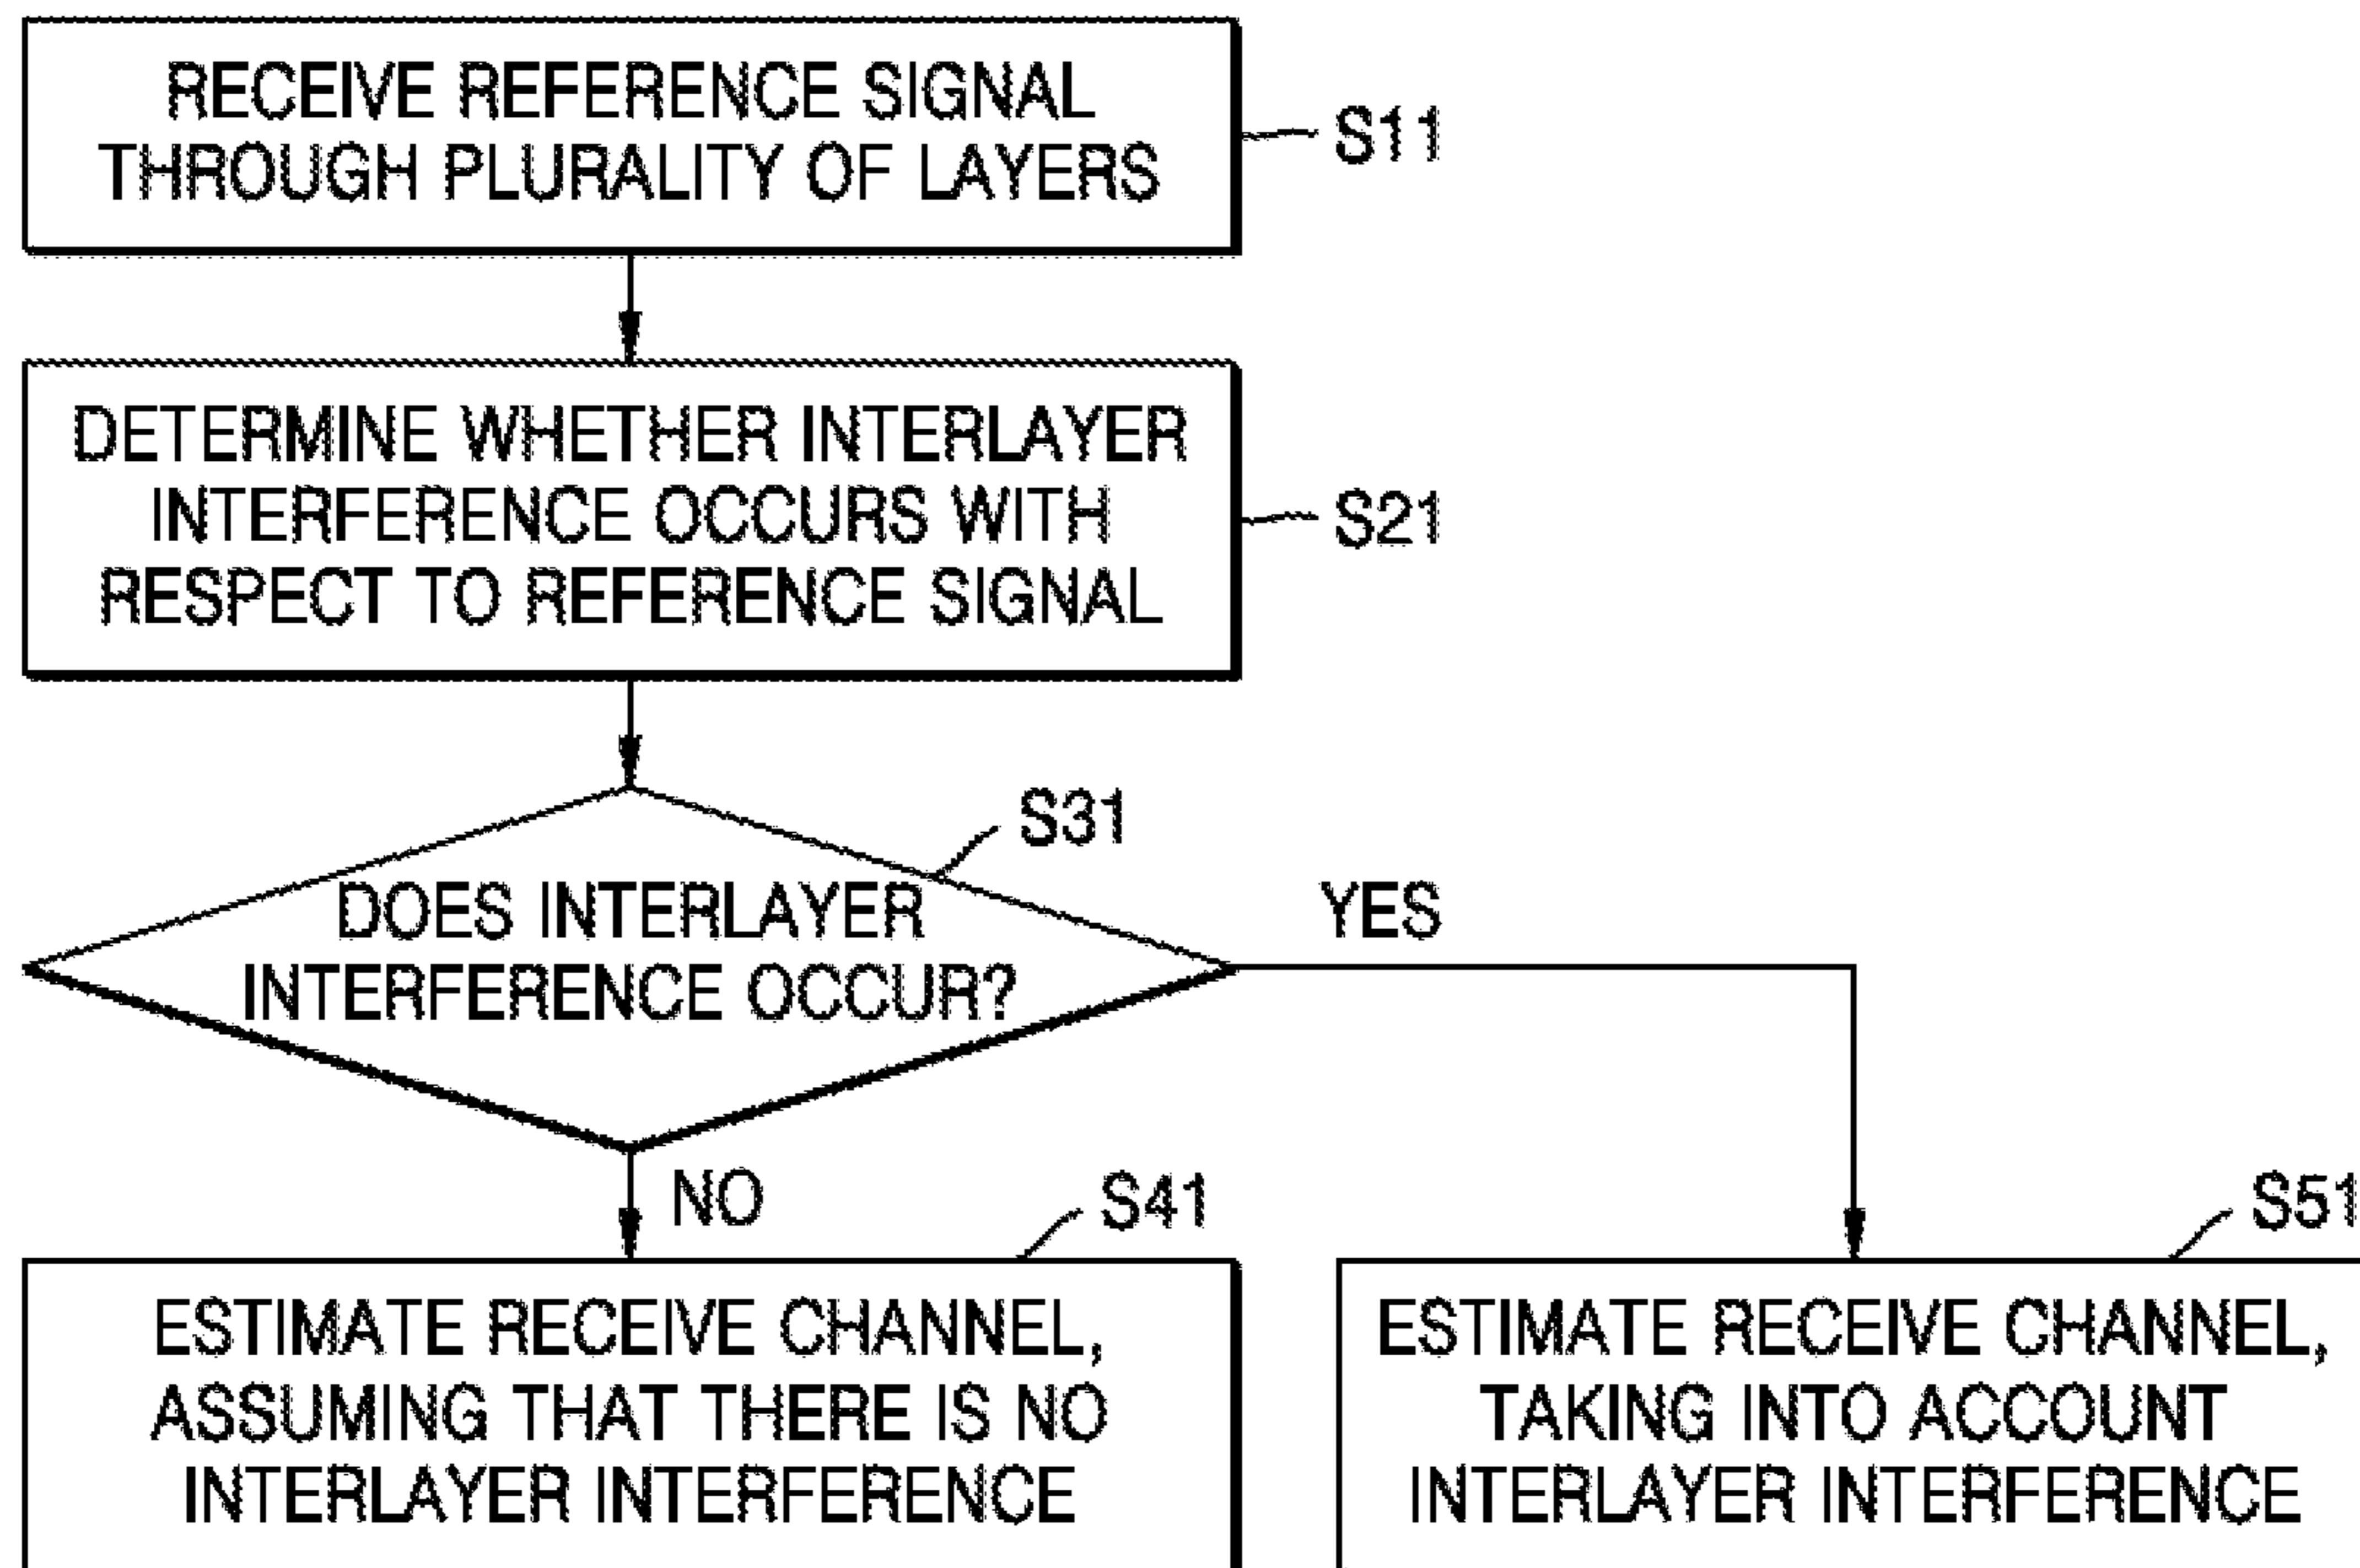 RECEIVE REFERENCE SIGNAL
THROUGH PLURALITY OF LAYERS
S11
DETERMINE WHETHER INTERLAYER
INTERFERENCE OCCURS WITH
RESPECT TO REFERENCE SIGNAL
S21
S31
DOES INTERLAYER
INTERFERENCE OCCUR?
YES
NO
S41
ESTIMATE RECEIVE CHANNEL,
ASSUMING THAT THERE IS NO
INTERLAYER INTERFERENCE
S51
ESTIMATE RECEIVE CHANNEL,
TAKING INTO ACCOUNT
INTERLAYER INTERFERENCE